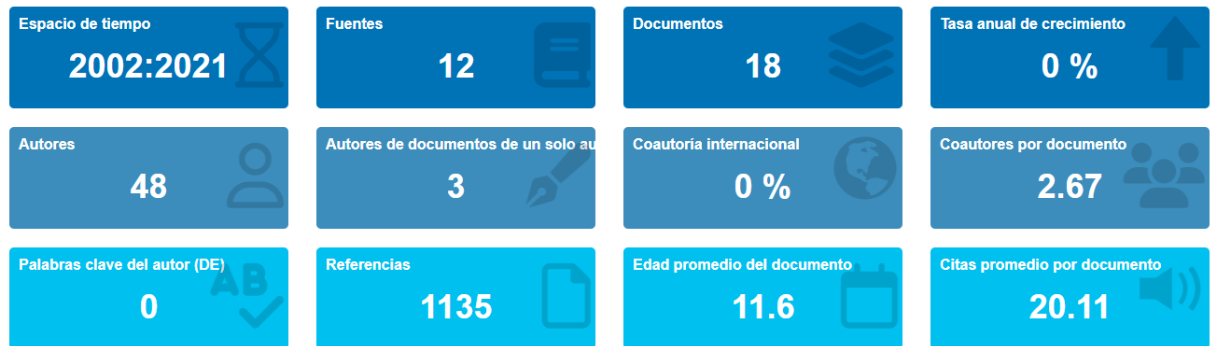 Espacio de tiempo
2002:2021
Fuentes
12
Documentos
18
Tasa anual de crecimiento
0 %
Autores
48
Autores de documentos de un solo au
3
Coautoría internacional
0 %
Coautores por documento
2.67
Palabras clave del autor (DE)
AB
0
Referencias
1135
Edad promedio del documento
11.6
Citas promedio por documento
20.11